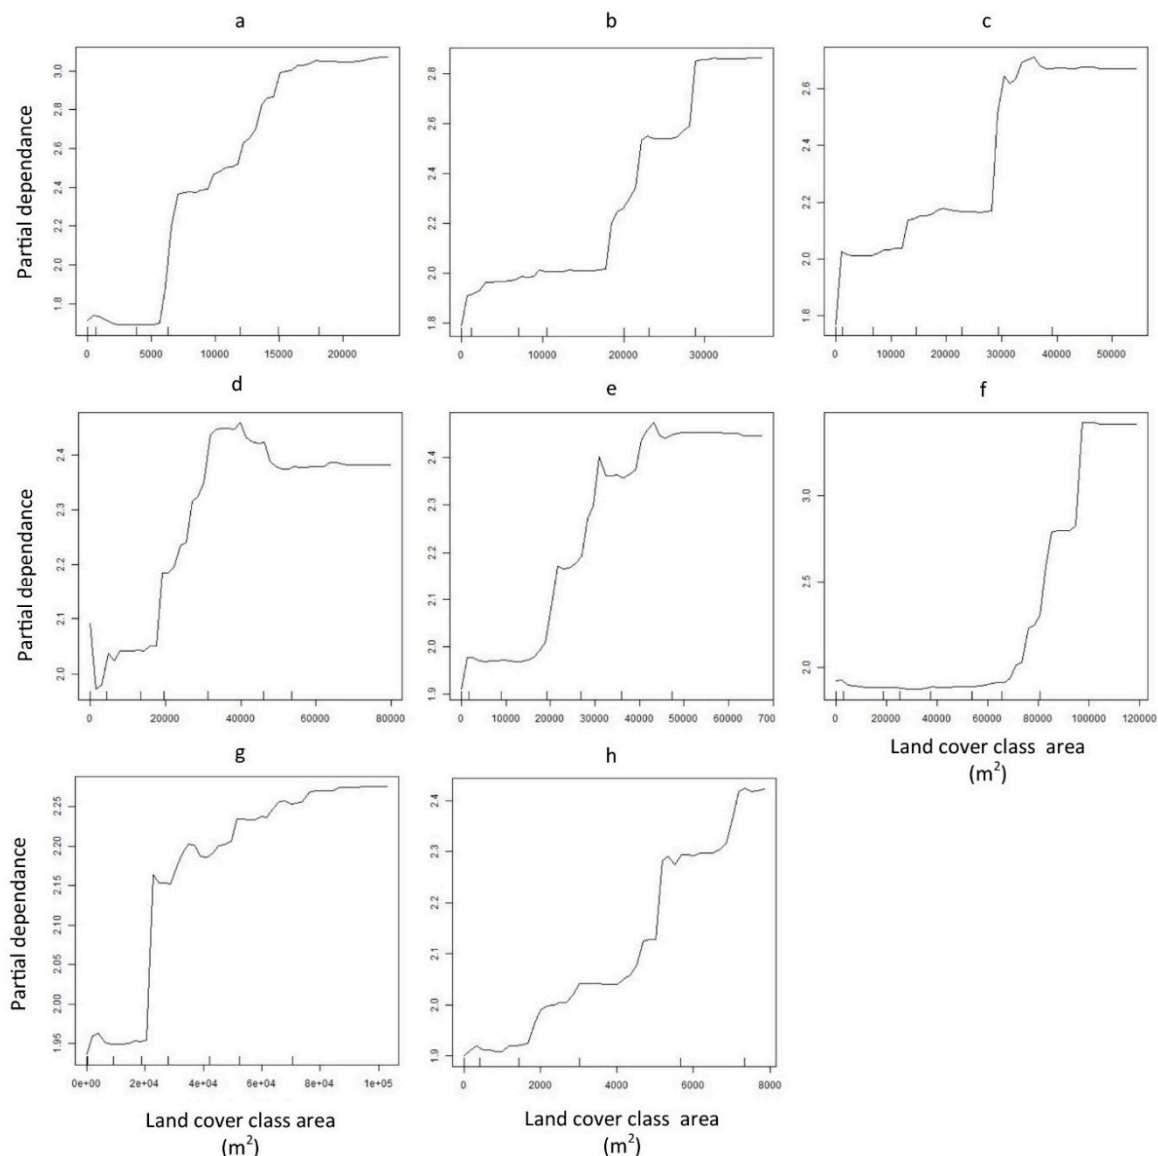 a b c
Partial dependance
1.8 2.0 2.2 2.4 2.6 2.8 3.0
0 5000 10000 15000 20000
1.8 2.0 2.2 2.4 2.6 2.8
0 10000 20000 30000
1.8 2.0 2.2 2.4 2.6
0 10000 20000 30000 40000 50000
d e f
Partial dependance
2.0 2.1 2.2 2.3 2.4
0 20000 40000 60000 80000
1.9 2.0 2.1 2.2 2.3 2.4
0 10000 20000 30000 40000 50000 60000 700
2.0 2.5 3.0
0 20000 40000 60000 80000 100000 120000
Land cover class area
(m²)
g h
Partial dependance
1.95 2.00 2.05 2.10 2.15 2.20 2.25
0e+00 2e+04 4e+04 6e+04 8e+04 1e+05
1.9 2.0 2.1 2.2 2.3 2.4
0 2000 4000 6000 8000
Land cover class area
(m²)
Land cover class area
(m²)